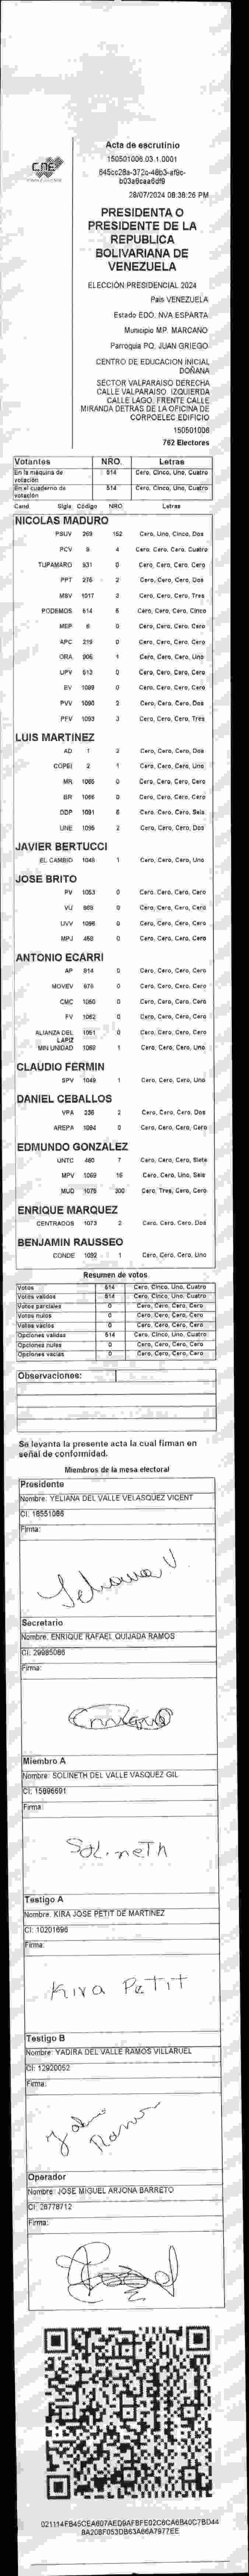 CNE
Acta de escrutinio
150501006.03.1.0001
28/07/2024 08:38:26 PM
PRESIDENTA O
PRESIDENTE DE LA
REPUBLICA
BOLIVARIANA DE
VENEZUELA
ELECCIÓN PRESIDENCIAL 2024
País VENEZUELA
Estado EDO. NVA.ESPARTA
Municipio MP. MARCANO
Parroquia PQ. JUAN GRIEGO
CENTRO DE EDUCACION INICIAL
DOÑANA
SECTOR VALPARAISO DERECHA
CALLE VALPARAISO. IZQUIERDA
CALLE LAGO. FRENTE CALLE
MIRANDA DETRAS DE LA OFICINA DE
CORPOELEC EDIFICIO
150501006
762 Electores
Votantes NRO. Letras
En la máquina de votación 514 Cero, Cinco, Uno, Cuatro
En el cuaderno de votación 514 Cero, Cinco, Uno, Cuatro
Cand. Sigla Código NRO Letras
NICOLAS MADURO
PSUV 269 162 Cero, Uno, Cinco, Dos
PCV 4 Cero, Cero, Cero, Cuatro
TUPAMARO 931 0 Cero, Cero, Cero, Cero
PPT 276 2 Cero, Cero, Cero, Dos
MSV 1017 3 Cero, Cero, Cero, Tres
PODEMOS 514 5 Cero, Cero, Cero, Cinco
MEP 6 0 Cero, Cero, Cero, Cero
APC 219 0 Cero, Cero, Cero, Cero
ORA 906 1 Cero, Cero, Cero, Uno
UPV 513 0 Cero, Cero, Cero, Cero
EV 1089 0 Cero, Cero, Cero, Cero
PVV 1090 2 Cero, Cero, Cero, Dos
PFV 1093 3 Cero, Cero, Cero, Tres
LUIS MARTINEZ
AD 1 2 Cero, Cero, Cero, Dos
COPEI 2 1 Cero, Cero, Cero, Uno
MR 1065 0 Cero, Cero, Cero, Cero
BR 1066 0 Cero, Cero, Cero, Cero
DDP 1091 6 Cero, Cero, Cero, Seis
UNE 1095 2 Cero, Cero, Cero, Dos
JAVIER BERTUCCI
EL CAMBIO 1048 1 Cero, Cero, Cero, Uno
JOSE BRITO
PV 1053 0 Cero, Cero, Cero, Cero
VU 868 0 Cero, Cero, Cero, Cero
UVV 1096 0 Cero, Cero, Cero, Cero
MPJ 458 0 Cero, Cero, Cero, Cero
ANTONIO ECARRI
AP 914 0 Cero, Cero, Cero, Cero
MOVEV 978 0 Cero, Cero, Cero, Cero
CMC 1050 0 Cero, Cero, Cero, Cero
FV 1062 0 Cero, Cero, Cero, Cero
ALIANZA DEL LAPIZ 1051 0 Cero, Cero, Cero, Cero
MIN UNIDAD 1068 1 Cero, Cero, Cero, Uno
CLAUDIO FERMIN
SPV 1049 1 Cero, Cero, Cero, Uno
DANIEL CEBALLOS
VPA 236 2 Cero, Cero, Cero, Dos
AREPA 1094 0 Cero, Cero, Cero, Cero
EDMUNDO GONZALEZ
UNTC 460 7 Cero, Cero, Cero, Siete
MPV 1069 16 Cero, Cero, Uno, Seis
MUD 1075 300 Cero, Tres, Cero, Cero
ENRIQUE MARQUEZ
CENTRADOS 1073 2 Cero, Cero, Cero, Dos
BENJAMIN RAUSSEO
CONDE 1092 1 Cero, Cero, Cero, Uno
Resumen de votos
Votos 514 Cero, Cinco, Uno, Cuatro
Votos válidos 514 Cero, Cinco, Uno, Cuatro
Votos parciales 0 Cero, Cero, Cero, Cero
Votos nulos 0 Cero, Cero, Cero, Cero
Votos vacíos 0 Cero, Cero, Cero, Cero
Opciones validas 514 Cero, Cinco, Uno, Cuatro
Opciones nulas 0 Cero, Cero, Cero, Cero
Opciones vacías 0 Cero, Cero, Cero, Cero
Observaciones:
Se levanta la presente acta la cual firman en
señal de conformidad.
Miembros de la mesa electoral
Presidente
Nombre: YELIANA DEL VALLE VELASQUEZ VICENT
CI: 16551086
Firma:
Secretario
Nombre: ENRIQUE RAFAEL QUIJADA RAMOS
CI: 29985086
Firma:
Enrique
Miembro A
Nombre: SOLINETH DEL VALLE VASQUEZ GIL
CI: 15896691
Firma:
Solineth
Testigo A
Nombre: KIRA JOSE PETIT DE MARTINEZ
CI: 10201696
Firma:
Kira Petit
Testigo B
Nombre: YADIRA DEL VALLE RAMOS VILLARUEL
CI: 12920052
Firma:
Ramos
Operador
Nombre: JOSE MIGUEL ARJONA BARRETO
CI: 28778712
Firma: